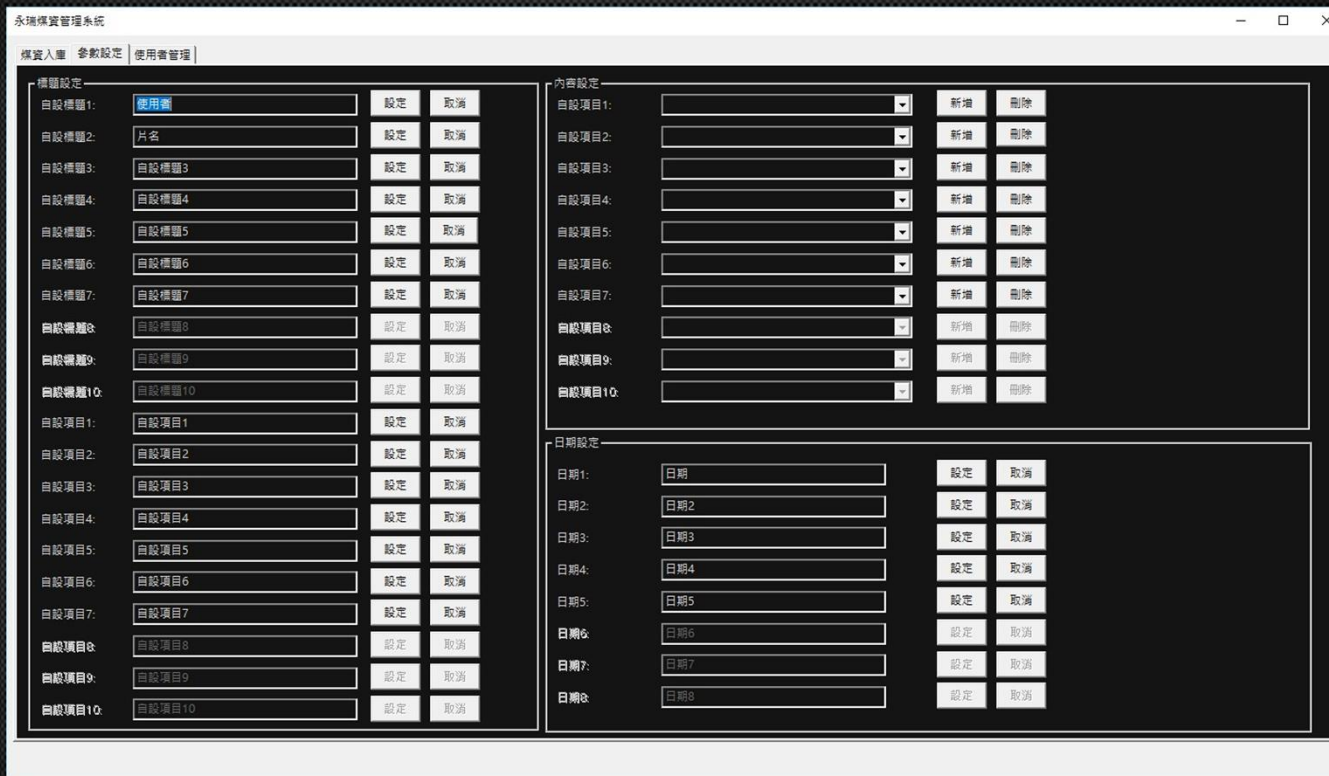 永瑞媒資管理系統
媒資入庫 參數設定 使用者管理
標題設定
自設標題1: 使用者 設定 取消
自設標題2: 片名 設定 取消
自設標題3: 自設標題3 設定 取消
自設標題4: 自設標題4 設定 取消
自設標題5: 自設標題5 設定 取消
自設標題6: 自設標題6 設定 取消
自設標題7: 自設標題7 設定 取消
自設標題8: 自設標題8 設定 取消
自設標題9: 自設標題9 設定 取消
自設標題10: 自設標題10 設定 取消
自設項目1: 自設項目1 設定 取消
自設項目2: 自設項目2 設定 取消
自設項目3: 自設項目3 設定 取消
自設項目4: 自設項目4 設定 取消
自設項目5: 自設項目5 設定 取消
自設項目6: 自設項目6 設定 取消
自設項目7: 自設項目7 設定 取消
自設項目8: 自設項目8 設定 取消
自設項目9: 自設項目9 設定 取消
自設項目10: 自設項目10 設定 取消
內容設定
自設項目1: 新增 刪除
自設項目2: 新增 刪除
自設項目3: 新增 刪除
自設項目4: 新增 刪除
自設項目5: 新增 刪除
自設項目6: 新增 刪除
自設項目7: 新增 刪除
自設項目8: 新增 刪除
自設項目9: 新增 刪除
自設項目10: 新增 刪除
日期設定
日期1: 日期 設定 取消
日期2: 日期2 設定 取消
日期3: 日期3 設定 取消
日期4: 日期4 設定 取消
日期5: 日期5 設定 取消
日期6: 日期6 設定 取消
日期7: 日期7 設定 取消
日期8: 日期8 設定 取消